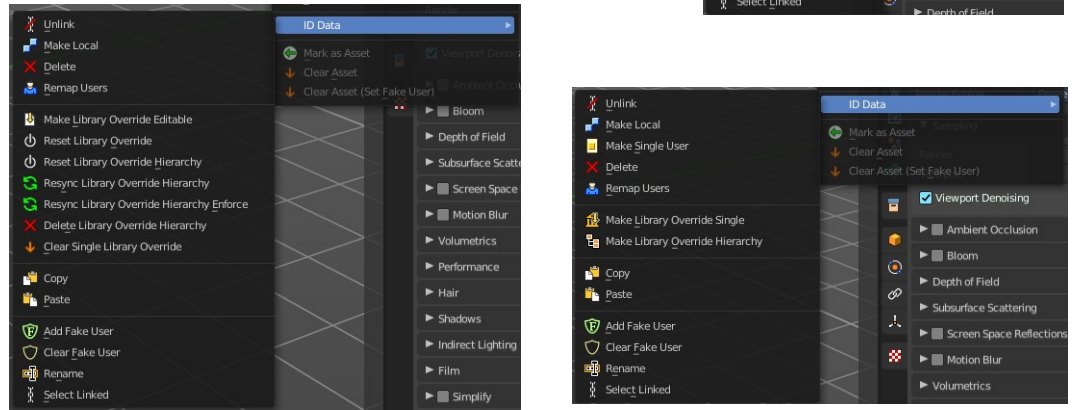 Unlink
Make Local
Delete
Remap Users
Make Library Override Editable
Reset Library Override
Reset Library Override Hierarchy
Resync Library Override Hierarchy
Resync Library Override Hierarchy Enforce
Delete Library Override Hierarchy
Clear Single Library Override
Copy
Paste
Add Fake User
Clear Fake User
Rename
Select Linked
ID Data
Mark as Asset
Clear Asset
Clear Asset (Set Fake User)
Render
Viewport Denoi
Ambient Occl
Bloom
Depth of Field
Subsurface Scatte
Screen Space
Motion Blur
Volumetrics
Performance
Hair
Shadows
Indirect Lighting
Film
Simplify
Select Linked
Depth of Field
Unlink
Make Local
Make Single User
Delete
Remap Users
Make Library Override Single
Make Library Override Hierarchy
Copy
Paste
Add Fake User
Clear Fake User
Rename
Select Linked
ID Data
Mark as Asset
Clear Asset
Clear Asset (Set Fake User)
Sampling
Render
Viewport Denoising
Ambient Occlusion
Bloom
Depth of Field
Subsurface Scattering
Screen Space Reflections
Motion Blur
Volumetrics